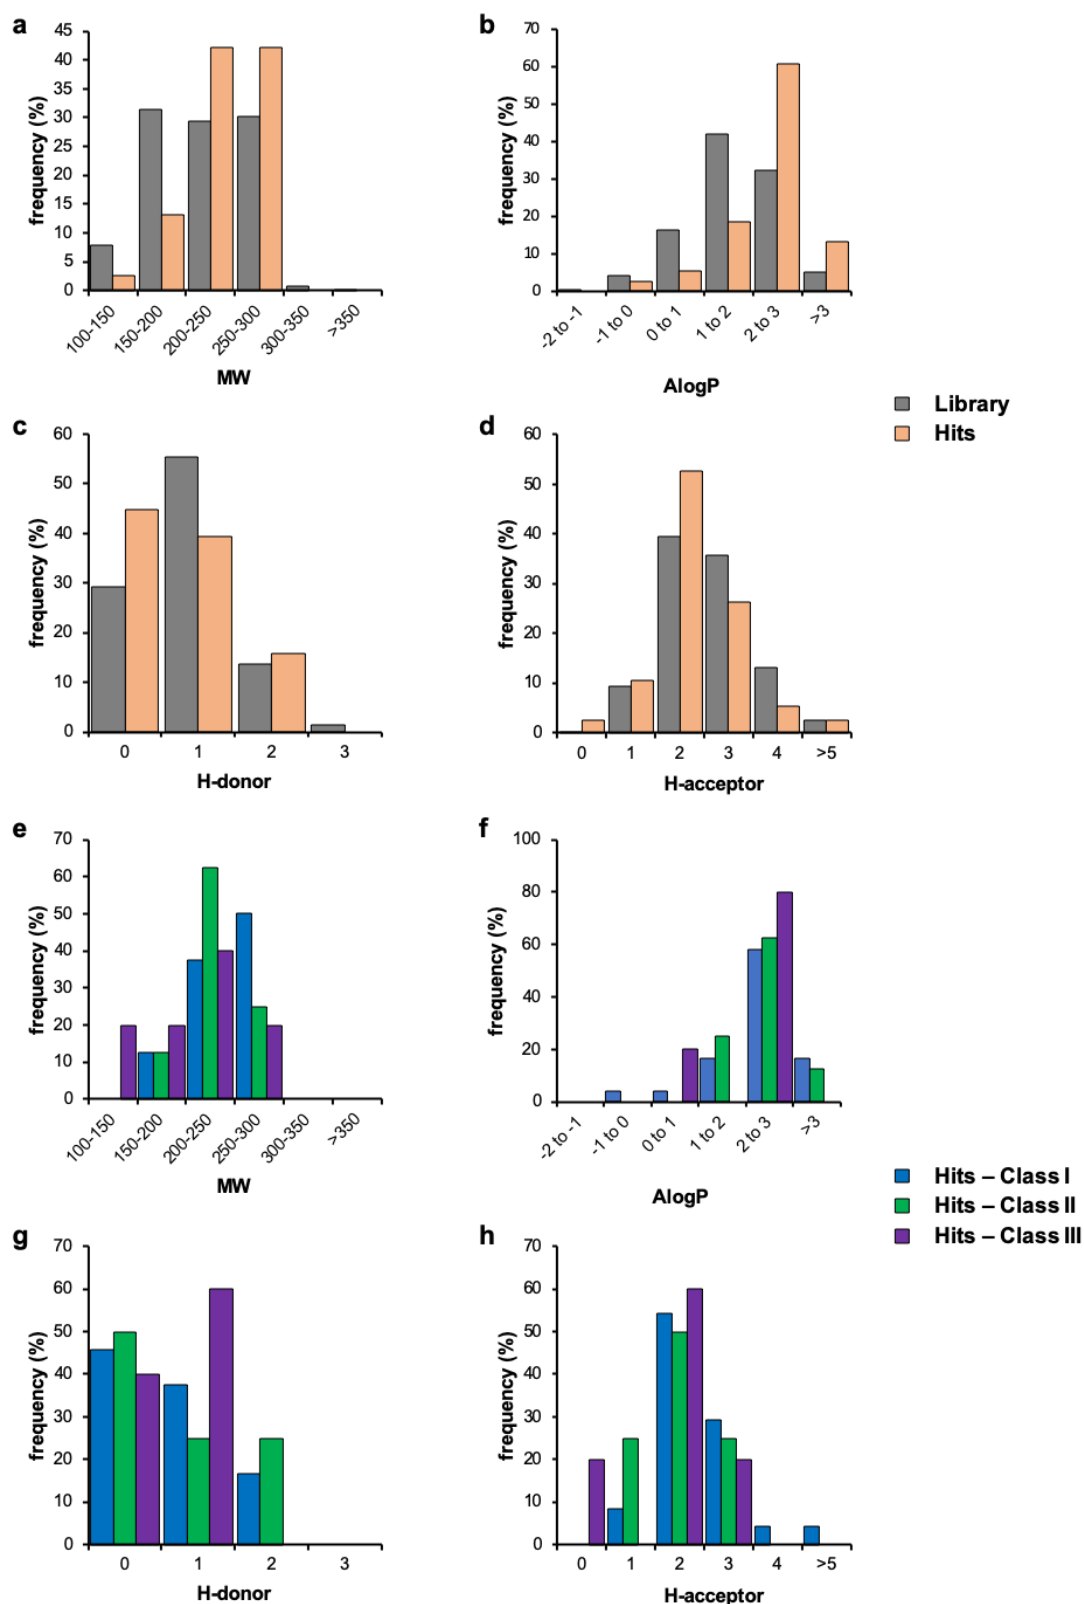 a
45
40
35
30
25
20
15
10
5
0
frequency (%)
100-150
150-200
200-250
250-300
300-350
>350
MW
b
70
60
50
40
30
20
10
0
frequency (%)
-2 to -1
-1 to 0
0 to 1
1 to 2
2 to 3
>3
AlogP
Library
Hits
c
60
50
40
30
20
10
0
frequency (%)
0 1 2 3
H-donor
d
60
50
40
30
20
10
0
frequency (%)
0 1 2 3 4 >5
H-acceptor
e
70
60
50
40
30
20
10
0
frequency (%)
100-150
150-200
200-250
250-300
300-350
>350
MW
f
100
80
60
40
20
0
frequency (%)
-2 to -1
-1 to 0
0 to 1
1 to 2
2 to 3
>3
AlogP
Hits – Class I
Hits – Class II
Hits – Class III
g
70
60
50
40
30
20
10
0
frequency (%)
0 1 2 3
H-donor
h
70
60
50
40
30
20
10
0
frequency (%)
0 1 2 3 4 >5
H-acceptor